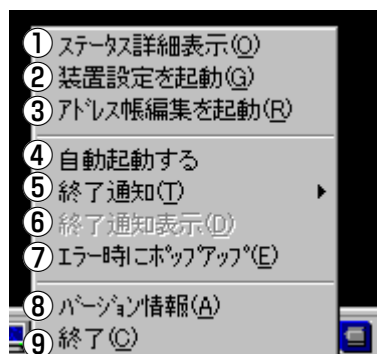 ① ステータス詳細表示(O)
② 装置設定を起動(G)
③ アドレス帳編集を起動(R)
④ 自動起動する
⑤ 終了通知(T)
⑥ 終了通知表示(D)
⑦ エラー時にポップアップ(E)
⑧ バージョン情報(A)
⑨ 終了(C)